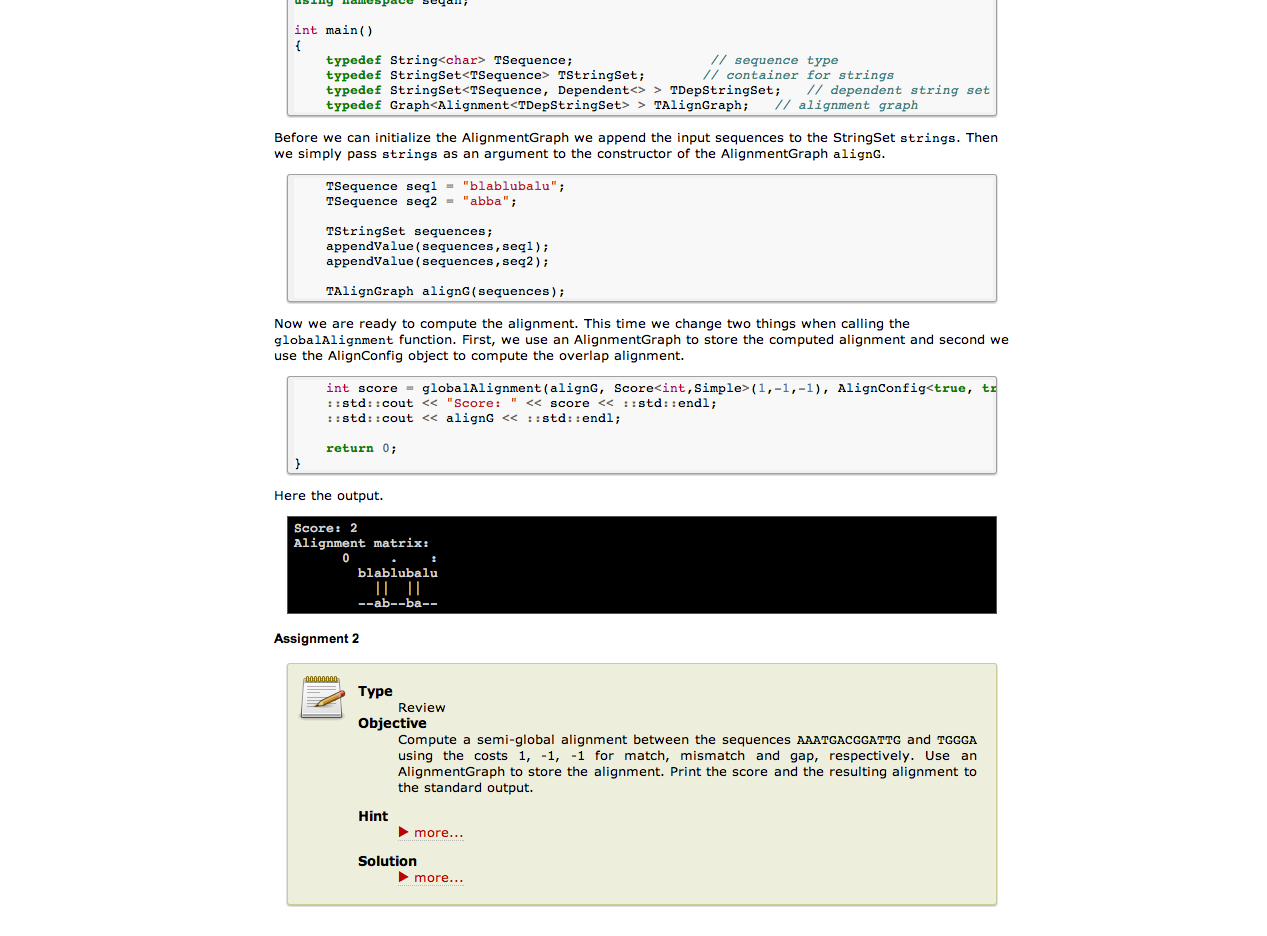 using namespace seqan;
int main()
{
    typedef String<char> TSequence;                 // sequence type
    typedef StringSet<TSequence> TStringSet;       // container for strings
    typedef StringSet<TSequence, Dependent<> > TDepStringSet;   // dependent string set
    typedef Graph<Alignment<TDepStringSet> > TAlignGraph;   // alignment graph
Before we can initialize the AlignmentGraph we append the input sequences to the StringSet strings. Then
we simply pass strings as an argument to the constructor of the AlignmentGraph alignG.
    TSequence seq1 = "blablubalu";
    TSequence seq2 = "abba";
    TStringSet sequences;
    appendValue(sequences,seq1);
    appendValue(sequences,seq2);
    TAlignGraph alignG(sequences);
Now we are ready to compute the alignment. This time we change two things when calling the
globalAlignment function. First, we use an AlignmentGraph to store the computed alignment and second we
use the AlignConfig object to compute the overlap alignment.
    int score = globalAlignment(alignG, Score<int,Simple>(1,-1,-1), AlignConfig<true, tr
    ::std::cout << "Score: " << score << ::std::endl;
    ::std::cout << alignG << ::std::endl;
    return 0;
}
Here the output.
Score: 2
Alignment matrix:
      0     .    :
        blablubalu
          ||  ||
        --ab--ba--
Assignment 2
Type
Review
Objective
Compute a semi-global alignment between the sequences AAATGACGGATTG and TGGGA
using the costs 1, -1, -1 for match, mismatch and gap, respectively. Use an
AlignmentGraph to store the alignment. Print the score and the resulting alignment to
the standard output.
Hint
▶ more...
Solution
▶ more...